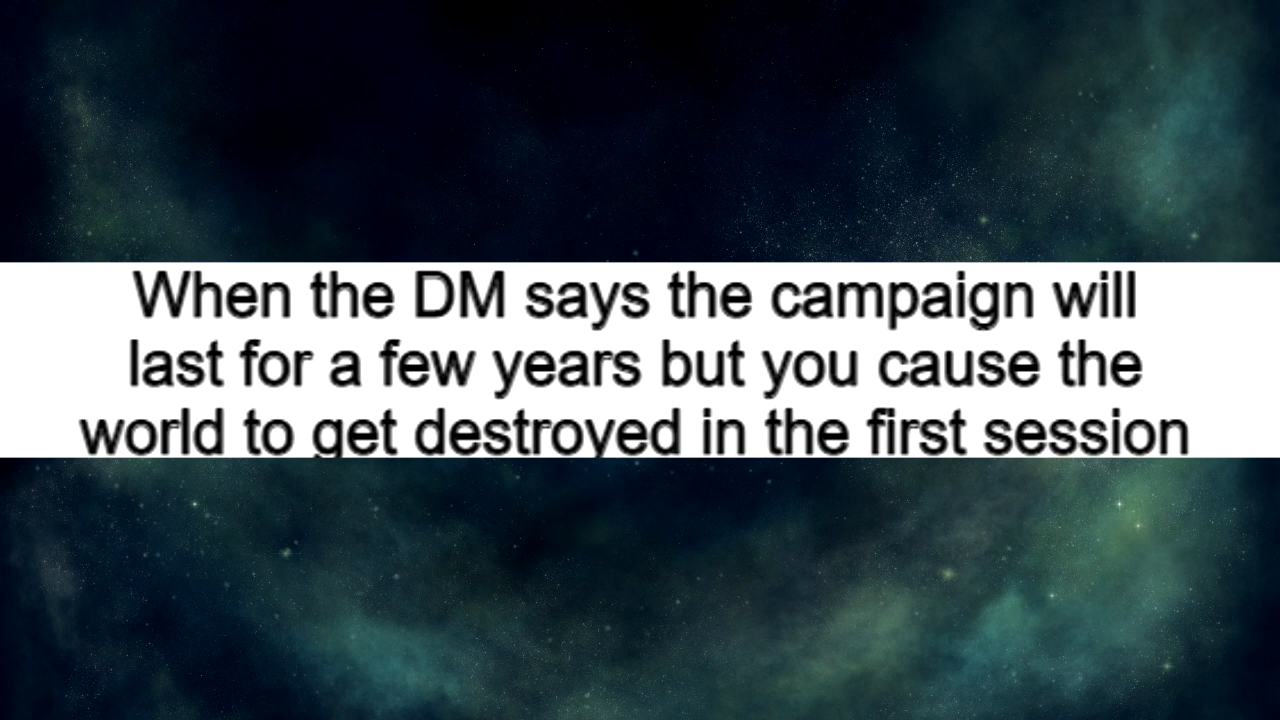 When the DM says the campaign will
last for a few years but you cause the
world to get destroyed in the first session